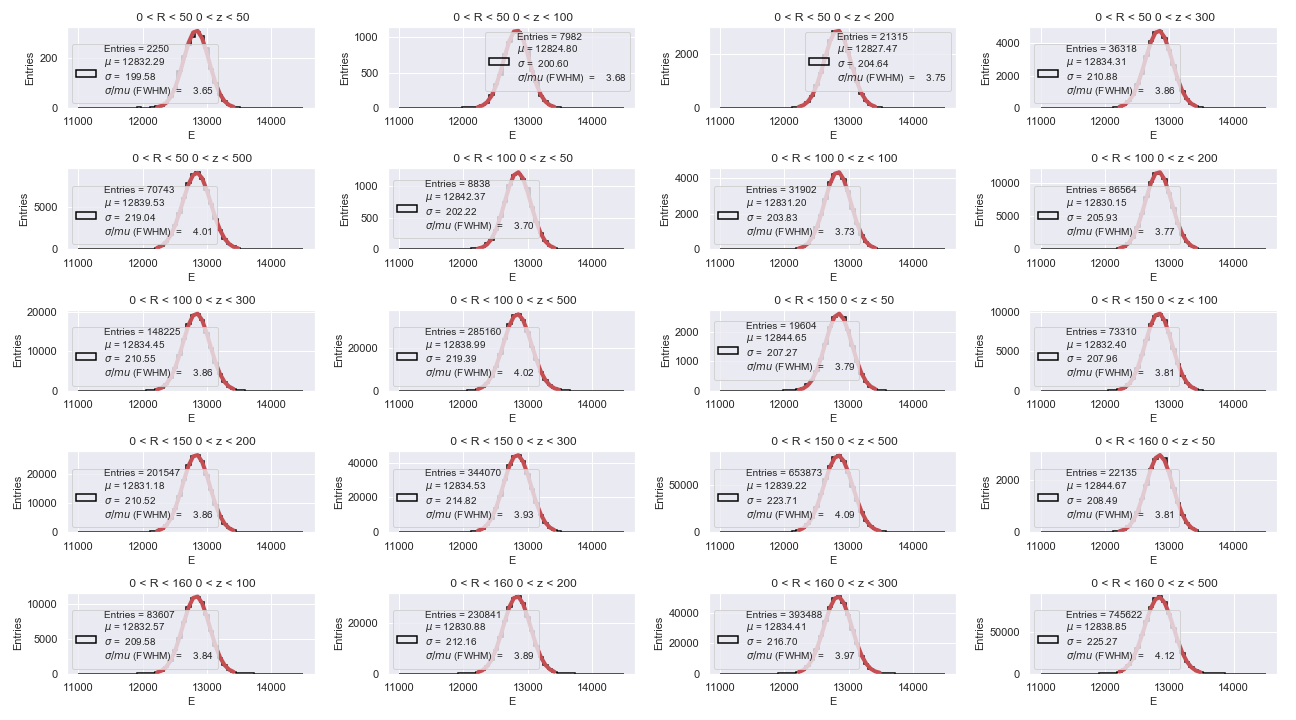 0 < R < 50 0 < z < 50
Entries
200
0
Entries = 2250
μ = 12832.29
σ = 199.58
σ/mu (FWHM) = 3.65
11000 12000 13000 14000
E
0 < R < 50 0 < z < 100
Entries
1000
500
0
Entries = 7982
μ = 12824.80
σ = 200.60
σ/mu (FWHM) = 3.68
11000 12000 13000 14000
E
0 < R < 50 0 < z < 200
Entries
2000
0
Entries = 21315
μ = 12827.47
σ = 204.64
σ/mu (FWHM) = 3.75
11000 12000 13000 14000
E
0 < R < 50 0 < z < 300
Entries
4000
2000
0
Entries = 36318
μ = 12834.31
σ = 210.88
σ/mu (FWHM) = 3.86
11000 12000 13000 14000
E
0 < R < 50 0 < z < 500
Entries
5000
0
Entries = 70743
μ = 12839.53
σ = 219.04
σ/mu (FWHM) = 4.01
11000 12000 13000 14000
E
0 < R < 100 0 < z < 50
Entries
1000
500
0
Entries = 8838
μ = 12842.37
σ = 202.22
σ/mu (FWHM) = 3.70
11000 12000 13000 14000
E
0 < R < 100 0 < z < 100
Entries
4000
2000
0
Entries = 31902
μ = 12831.20
σ = 203.83
σ/mu (FWHM) = 3.73
11000 12000 13000 14000
E
0 < R < 100 0 < z < 200
Entries
10000
5000
0
Entries = 86564
μ = 12830.15
σ = 205.93
σ/mu (FWHM) = 3.77
11000 12000 13000 14000
E
0 < R < 100 0 < z < 300
Entries
20000
10000
0
Entries = 148225
μ = 12834.45
σ = 210.55
σ/mu (FWHM) = 3.86
11000 12000 13000 14000
E
0 < R < 100 0 < z < 500
Entries
20000
0
Entries = 285160
μ = 12838.99
σ = 219.39
σ/mu (FWHM) = 4.02
11000 12000 13000 14000
E
0 < R < 150 0 < z < 50
Entries
2000
1000
0
Entries = 19604
μ = 12844.65
σ = 207.27
σ/mu (FWHM) = 3.79
11000 12000 13000 14000
E
0 < R < 150 0 < z < 100
Entries
10000
5000
0
Entries = 73310
μ = 12832.40
σ = 207.96
σ/mu (FWHM) = 3.81
11000 12000 13000 14000
E
0 < R < 150 0 < z < 200
Entries
20000
10000
0
Entries = 201547
μ = 12831.18
σ = 210.52
σ/mu (FWHM) = 3.86
11000 12000 13000 14000
E
0 < R < 150 0 < z < 300
Entries
40000
20000
0
Entries = 344070
μ = 12834.53
σ = 214.82
σ/mu (FWHM) = 3.93
11000 12000 13000 14000
E
0 < R < 150 0 < z < 500
Entries
50000
0
Entries = 653873
μ = 12839.22
σ = 223.71
σ/mu (FWHM) = 4.09
11000 12000 13000 14000
E
0 < R < 160 0 < z < 50
Entries
2000
0
Entries = 22135
μ = 12844.67
σ = 208.49
σ/mu (FWHM) = 3.81
11000 12000 13000 14000
E
0 < R < 160 0 < z < 100
Entries
10000
5000
0
Entries = 83607
μ = 12832.57
σ = 209.58
σ/mu (FWHM) = 3.84
11000 12000 13000 14000
E
0 < R < 160 0 < z < 200
Entries
20000
0
Entries = 230841
μ = 12830.88
σ = 212.16
σ/mu (FWHM) = 3.89
11000 12000 13000 14000
E
0 < R < 160 0 < z < 300
Entries
40000
20000
0
Entries = 393488
μ = 12834.41
σ = 216.70
σ/mu (FWHM) = 3.97
11000 12000 13000 14000
E
0 < R < 160 0 < z < 500
Entries
50000
0
Entries = 745622
μ = 12838.85
σ = 225.27
σ/mu (FWHM) = 4.12
11000 12000 13000 14000
E